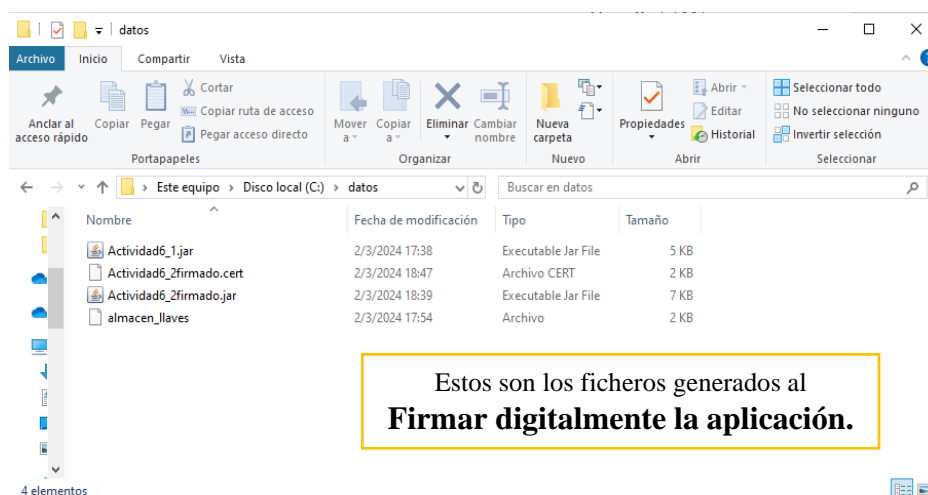 datos
Archivo Inicio Compartir Vista
Anclar al acceso rápido
Copiar
Pegar
Cortar
Copiar ruta de acceso
Pegar acceso directo
Portapapeles
Mover a
Copiar a
Eliminar
Cambiar nombre
Organizar
Nueva carpeta
Nuevo
Propiedades
Abrir
Editar
Historial
Abrir
Seleccionar todo
No seleccionar ninguno
Invertir selección
Seleccionar
Este equipo > Disco local (C:) > datos
Buscar en datos
Nombre Fecha de modificación Tipo Tamaño
Actividad6_1.jar 2/3/2024 17:38 Executable Jar File 5 KB
Actividad6_2firmado.cert 2/3/2024 18:47 Archivo CERT 2 KB
Actividad6_2firmado.jar 2/3/2024 18:39 Executable Jar File 7 KB
almacen_llaves 2/3/2024 17:54 Archivo 2 KB
Estos son los ficheros generados al
Firmar digitalmente la aplicación.
4 elementos